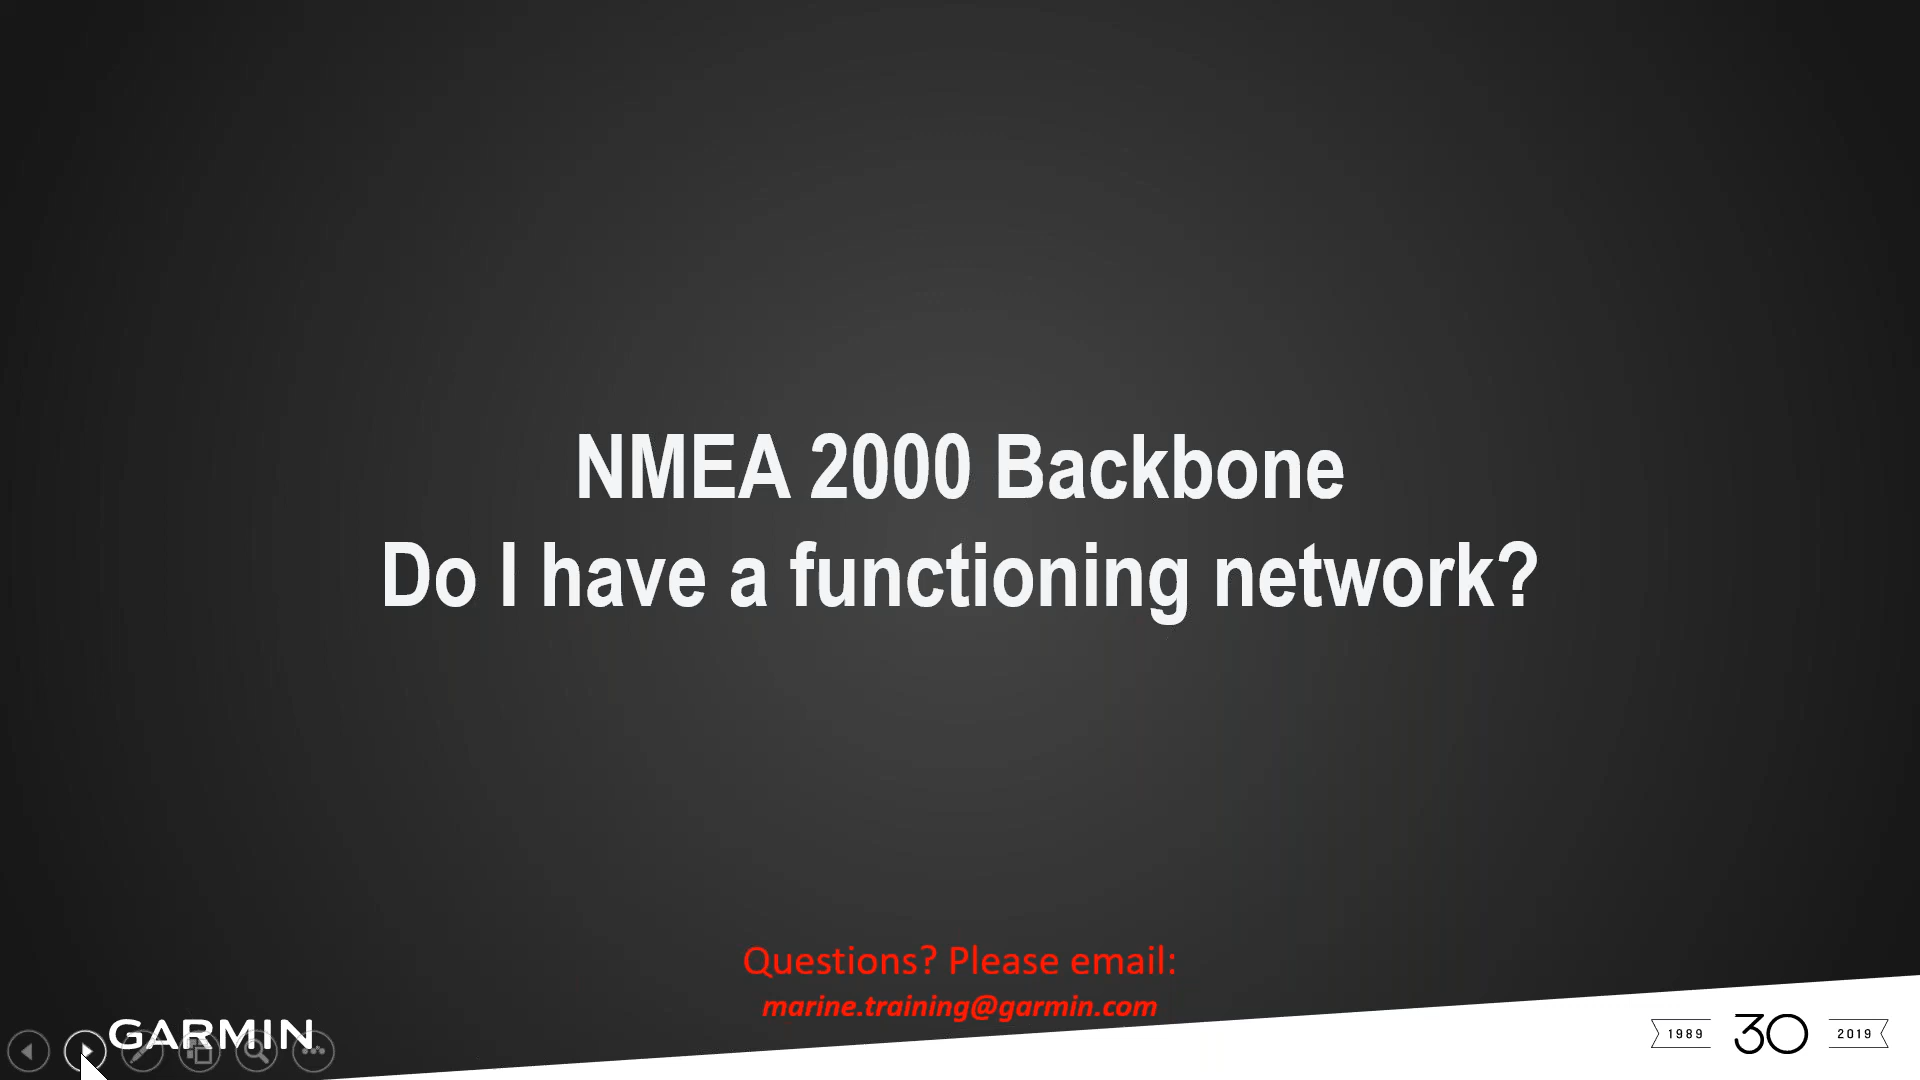 NMEA 2000 Backbone
Do I have a functioning network?
Questions? Please email:
marine.training@garmin.com
GARMIN
1989 30 2019